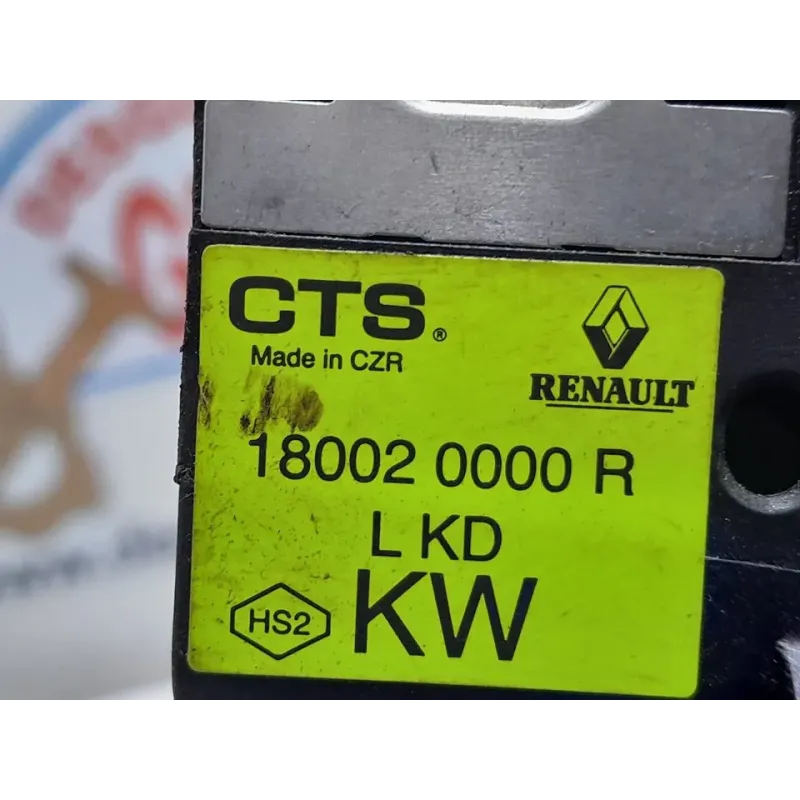 CTS®
Made in CZR
RENAULT
18002 0000 R
L KD
HS2
KW